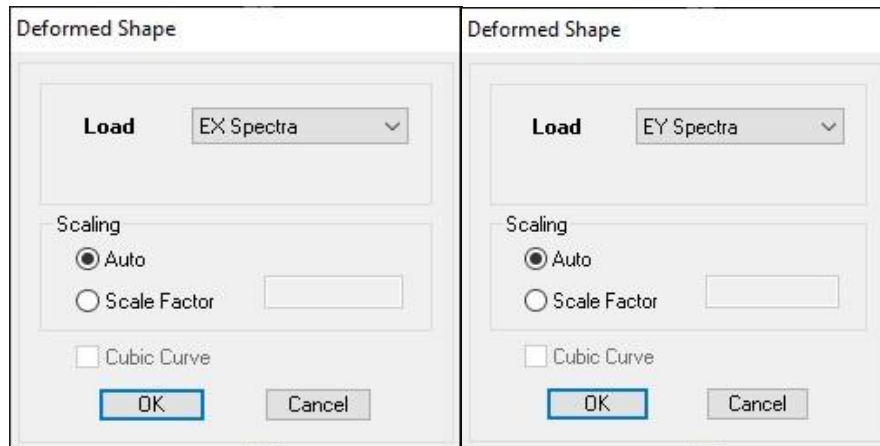 Deformed Shape
Load EX Spectra
Scaling
Auto
Scale Factor
Cubic Curve
OK Cancel
Deformed Shape
Load EY Spectra
Scaling
Auto
Scale Factor
Cubic Curve
OK Cancel